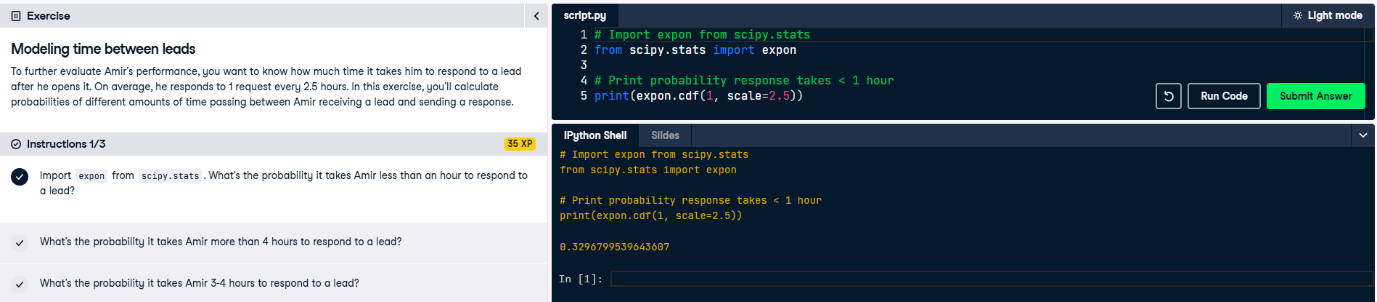 Exercise
Modeling time between leads
To further evaluate Amir's performance, you want to know how much time it takes him to respond to a lead
after he opens it. On average, he responds to 1 request every 2.5 hours. In this exercise, you'll calculate
probabilities of different amounts of time passing between Amir receiving a lead and sending a response.
Instructions 1/3
35 XP
Import expon from scipy.stats. What's the probability it takes Amir less than an hour to respond to
a lead?
What's the probability it takes Amir more than 4 hours to respond to a lead?
What's the probability it takes Amir 3-4 hours to respond to a lead?
script.py
Light mode
1 # Import expon from scipy.stats
2 from scipy.stats import expon
3
4 # Print probability response takes < 1 hour
5 print(expon.cdf(1, scale=2.5))
Run Code
Submit Answer
IPython Shell
Slides
# Import expon from scipy.stats
from scipy.stats import expon
# Print probability response takes < 1 hour
print(expon.cdf(1, scale=2.5))
0.3296799539643607
In [1]: